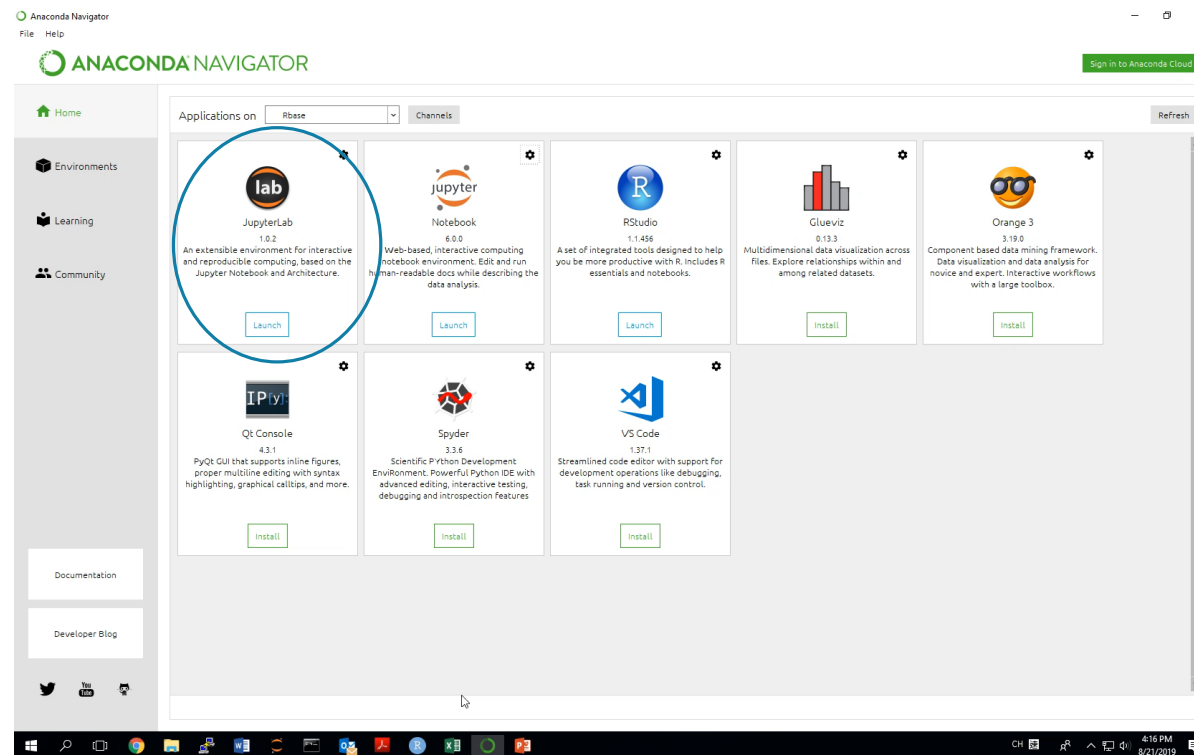 Anaconda Navigator
File Help
ANACONDA NAVIGATOR
Sign in to Anaconda Cloud
Home
Environments
Learning
Community
Documentation
Developer Blog
You
Tube
Applications on Rbase Channels Refresh
lab
JupyterLab
1.0.2
An extensible environment for interactive
and reproducible computing, based on the
Jupyter Notebook and Architecture.
Launch
jupyter
Notebook
6.0.0
Web-based, interactive computing
notebook environment. Edit and run
human-readable docs while describing the
data analysis.
Launch
R
RStudio
1.1.456
A set of integrated tools designed to help
you be more productive with R. Includes R
essentials and notebooks.
Launch
Glueviz
0.13.3
Multidimensional data visualization across
files. Explore relationships within and
among related datasets.
Install
Orange 3
3.19.0
Component based data mining framework.
Data visualization and data analysis for
novice and expert. Interactive workflows
with a large toolbox.
Install
IP[y]:
Qt Console
4.3.1
PyQt GUI that supports inline figures,
proper multiline editing with syntax
highlighting, graphical calltips, and more.
Install
Spyder
3.3.6
Scientific PYthon Development
EnviRonment. Powerful Python IDE with
advanced editing, interactive testing,
debugging and introspection features
Install
VS Code
1.37.1
Streamlined code editor with support for
development operations like debugging,
task running and version control.
Install
CH
4:16 PM
8/21/2019